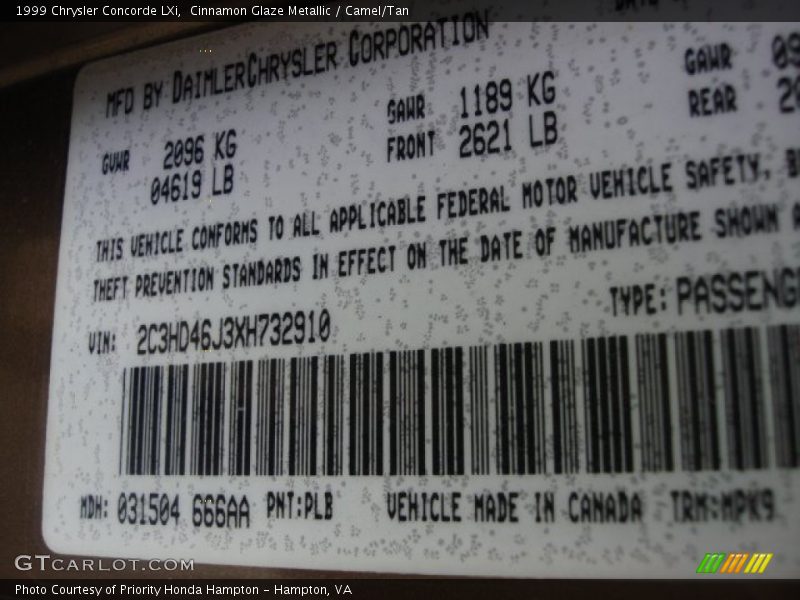 1999 Chrysler Concorde LXi,  Cinnamon Glaze Metallic / Camel/Tan
MFD BY DAIMLERCHRYSLER CORPORATION
GVWR 2096 KG GAWR 1189 KG GAWR
04619 LB FRONT 2621 LB REAR
THIS VEHICLE CONFORMS TO ALL APPLICABLE FEDERAL MOTOR VEHICLE SAFETY,
THEFT PREVENTION STANDARDS IN EFFECT ON THE DATE OF MANUFACTURE SHOWN
VIN: 2C3HD46J3XH732910 TYPE: PASSENG
MDH: 031504 666AA PNT:PLB VEHICLE MADE IN CANADA TRM:MPK9
GTCARLOT.COM
Photo Courtesy of Priority Honda Hampton - Hampton, VA